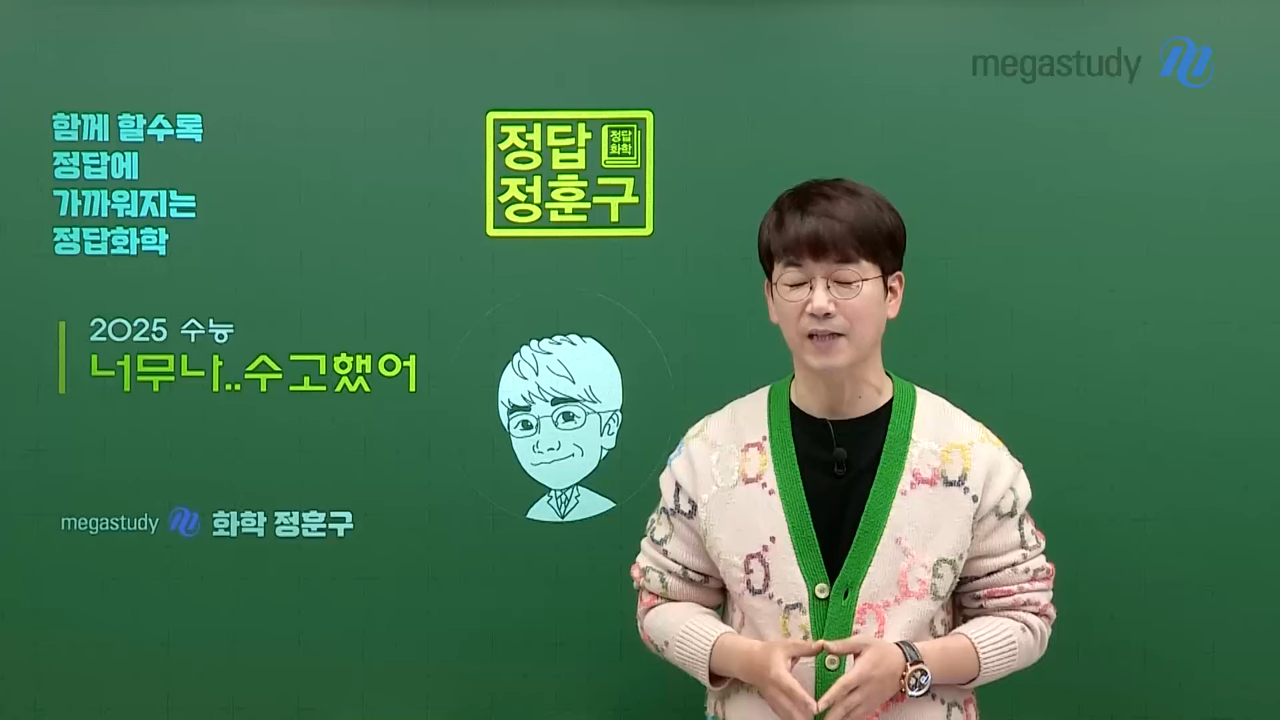 megastudy
함께 할수록
정답에
가까워지는
정답화학
정답
정답
화학
정훈구
2025 수능
너무나..수고했어
megastudy 화학 정훈구